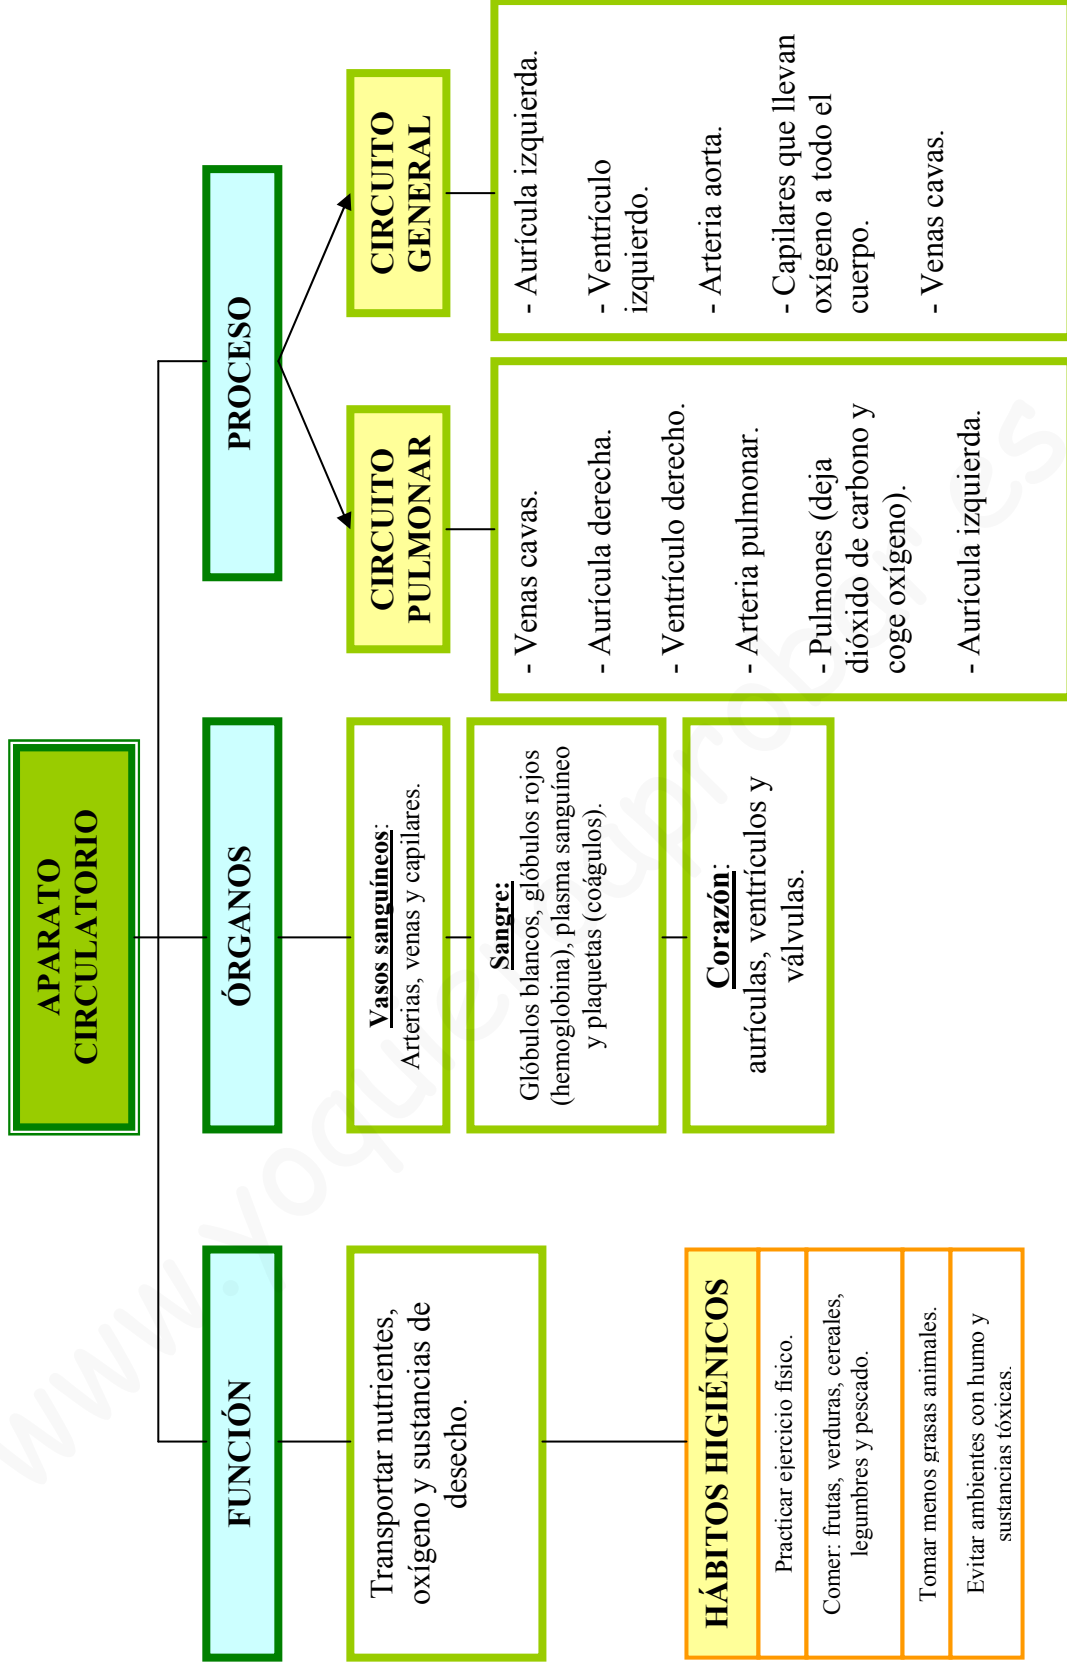 APARATO
CIRCULATORIO
FUNCIÓN
Transportar nutrientes,
oxígeno y sustancias de
desecho.
HÁBITOS HIGIÉNICOS
Practicar ejercicio físico.
Comer: frutas, verduras, cereales,
legumbres y pescado.
Tomar menos grasas animales.
Evitar ambientes con humo y
sustancias tóxicas.
ÓRGANOS
Vasos sanguíneos:
Arterias, venas y capilares.
Sangre:
Glóbulos blancos, glóbulos rojos
(hemoglobina), plasma sanguíneo
y plaquetas (coágulos).
Corazón:
aurículas, ventrículos y
válvulas.
PROCESO
CIRCUITO
PULMONAR
- Venas cavas.
- Aurícula derecha.
- Ventrículo derecho.
- Arteria pulmonar.
- Pulmones (deja
dióxido de carbono y
coge oxígeno).
- Aurícula izquierda.
CIRCUITO
GENERAL
- Aurícula izquierda.
- Ventrículo
izquierdo.
- Arteria aorta.
- Capilares que llevan
oxígeno a todo el
cuerpo.
- Venas cavas.
www.yoquieroaprobar.es